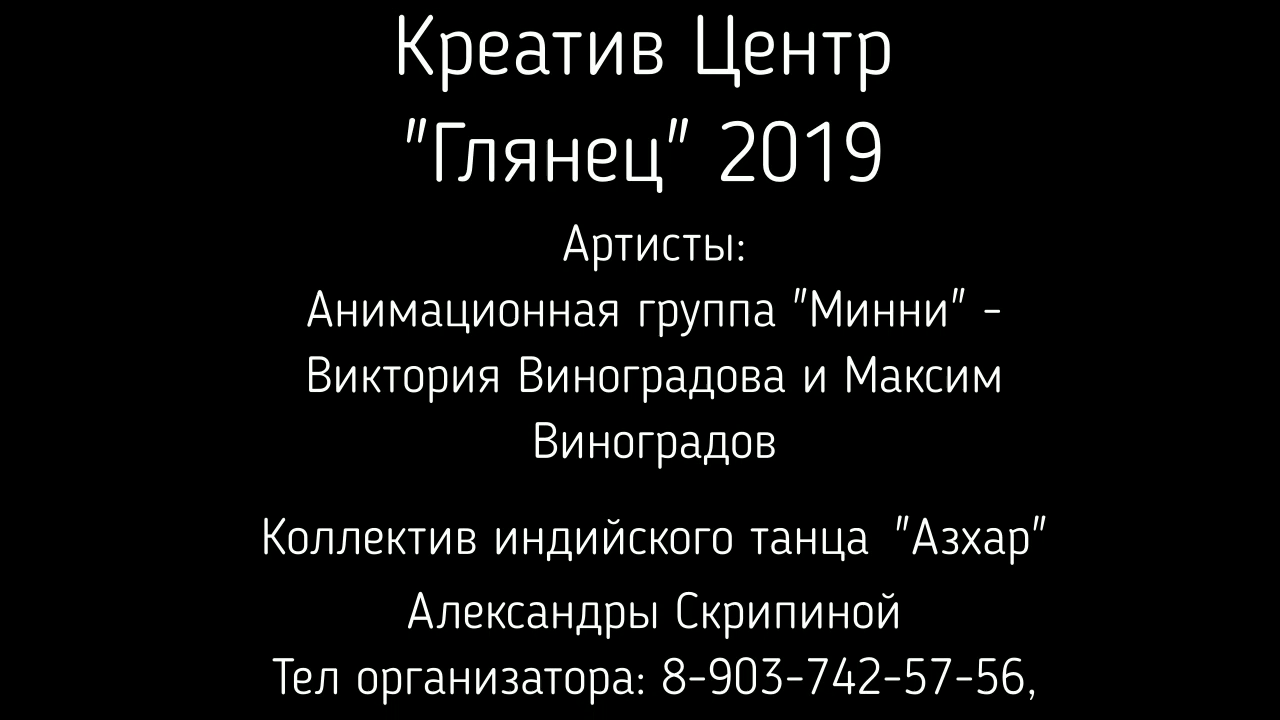 Креатив Центр
"Глянец" 2019
Артисты:
Анимационная группа "Минни" -
Виктория Виноградова и Максим
Виноградов
Коллектив индийского танца "Азхар"
Александры Скрипиной
Тел организатора: 8-903-742-57-56,